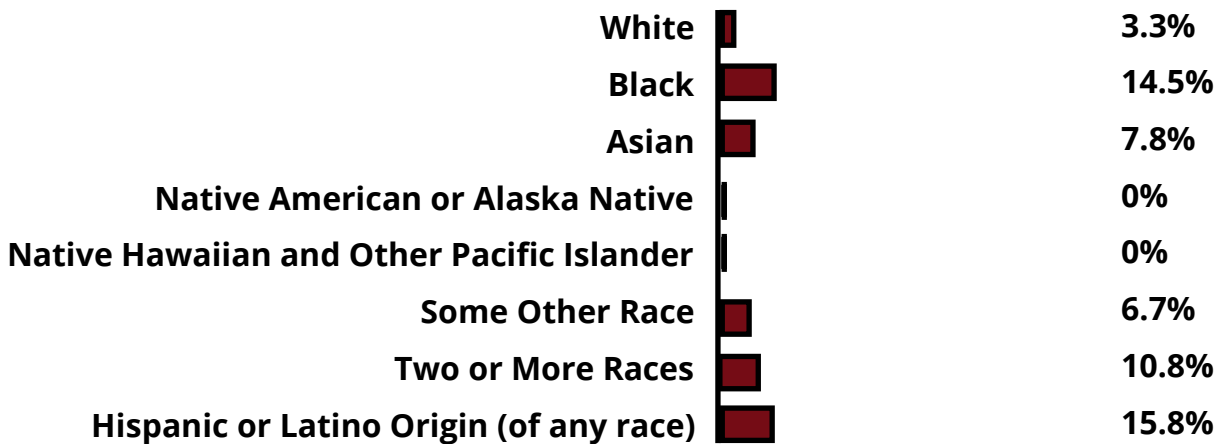 White 3.3%
Black 14.5%
Asian 7.8%
Native American or Alaska Native 0%
Native Hawaiian and Other Pacific Islander 0%
Some Other Race 6.7%
Two or More Races 10.8%
Hispanic or Latino Origin (of any race) 15.8%